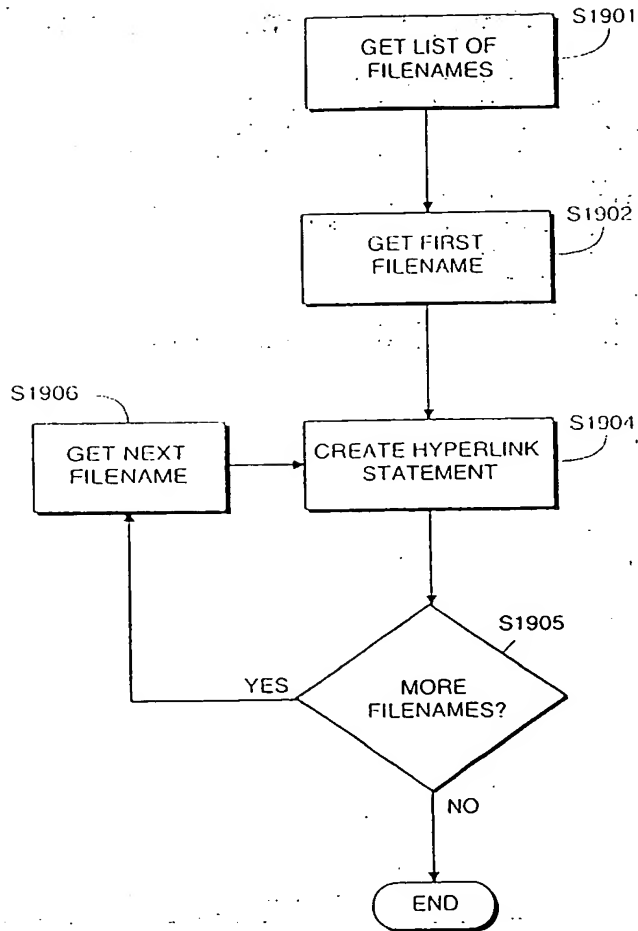 S1901
GET LIST OF
FILENAMES
S1902
GET FIRST
FILENAME
S1906
GET NEXT
FILENAME
S1904
CREATE HYPERLINK
STATEMENT
S1905
MORE
FILENAMES?
YES
NO
END